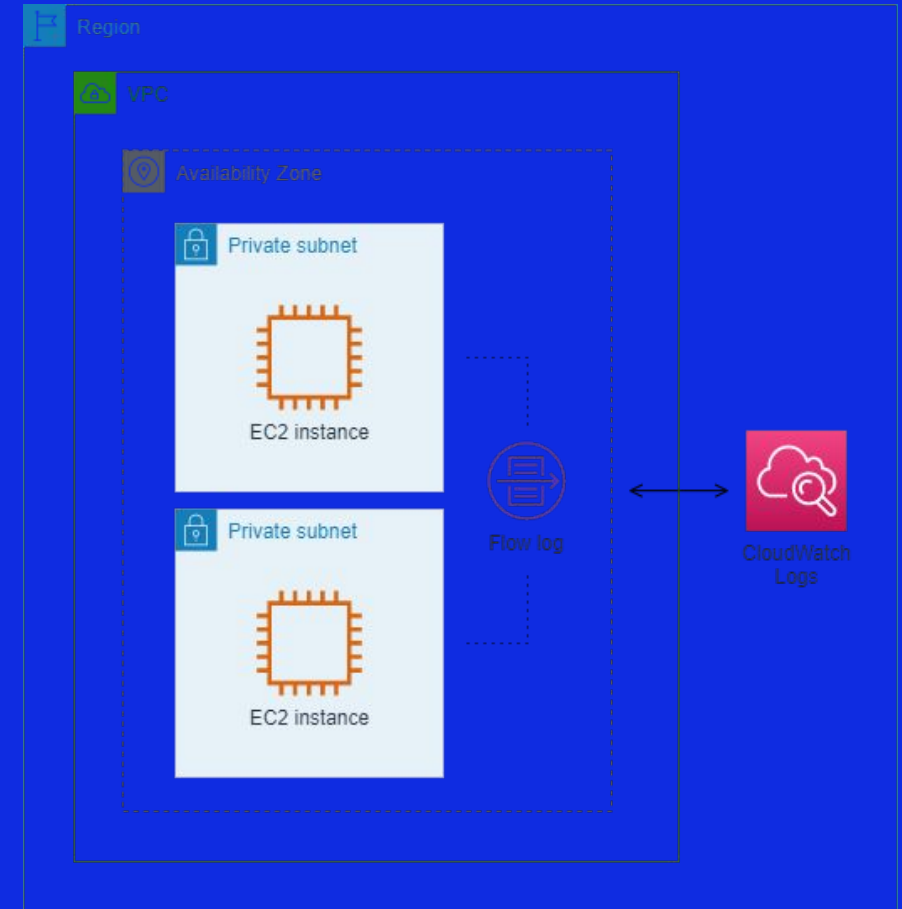 Region
VPC
Availability Zone
Private subnet
EC2 instance
Private subnet
EC2 instance
Flow log
CloudWatch
Logs